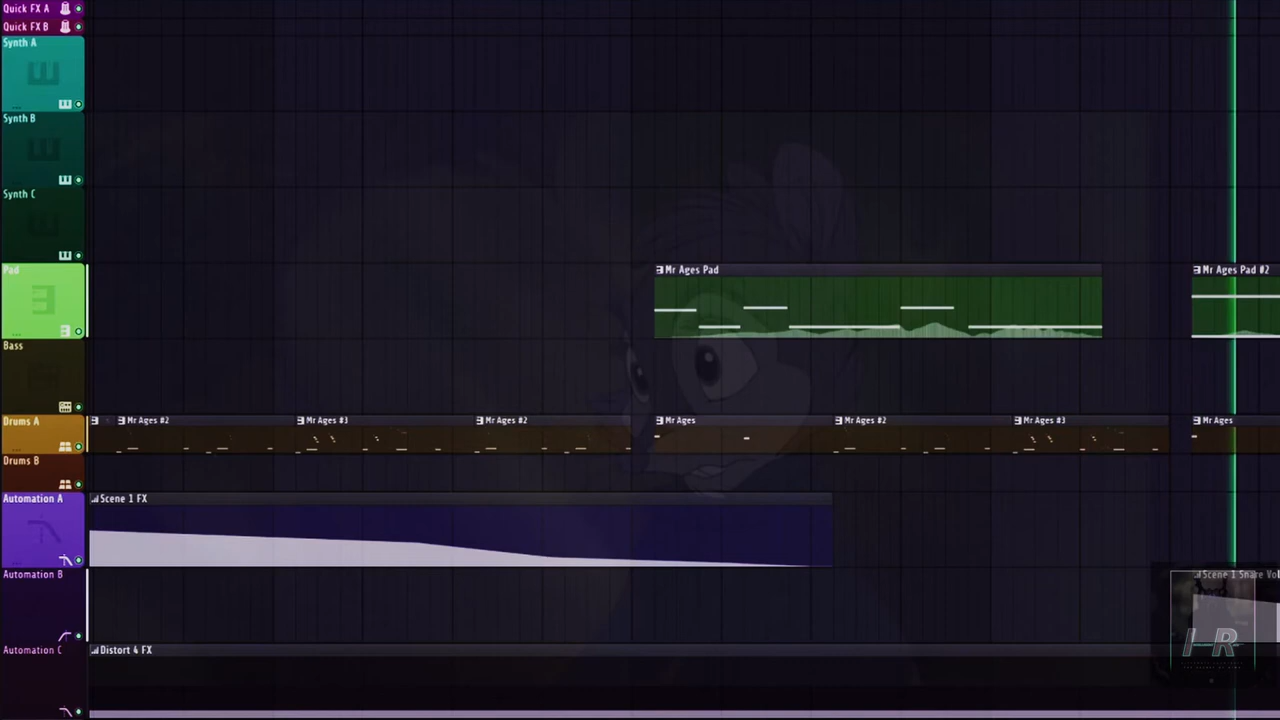 Quick FX A
Quick FX B
Synth A
Synth B
Synth C
Pad
Mr Ages Pad
Mr Ages Pad #2
Bass
Drums A
Mr Ages #2
Mr Ages #3
Mr Ages #2
Mr Ages
Mr Ages #2
Mr Ages #3
Mr Ages
Drums B
Automation A
Scene 1 FX
Automation B
Scene 1 Snare Vol
Automation C
Distort 4 FX